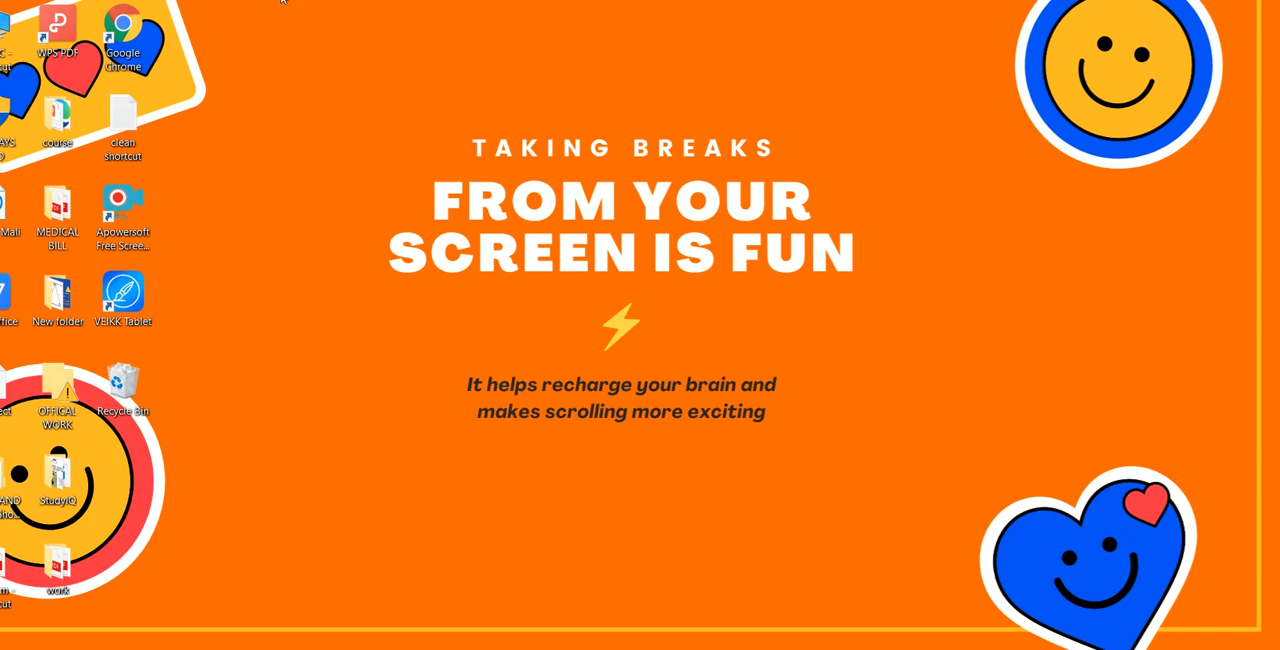 WPS PDF
Google
Chrome
course
clean
shortcut
Mali
MEDICAL
BILL
Apowersoft
Free Scree...
New folder
VEIKK Tablet
OFFICAL
WORK
Recycle Bin
AND
StudyIQ
work
TAKING BREAKS
FROM YOUR
SCREEN IS FUN
It helps recharge your brain and
makes scrolling more exciting